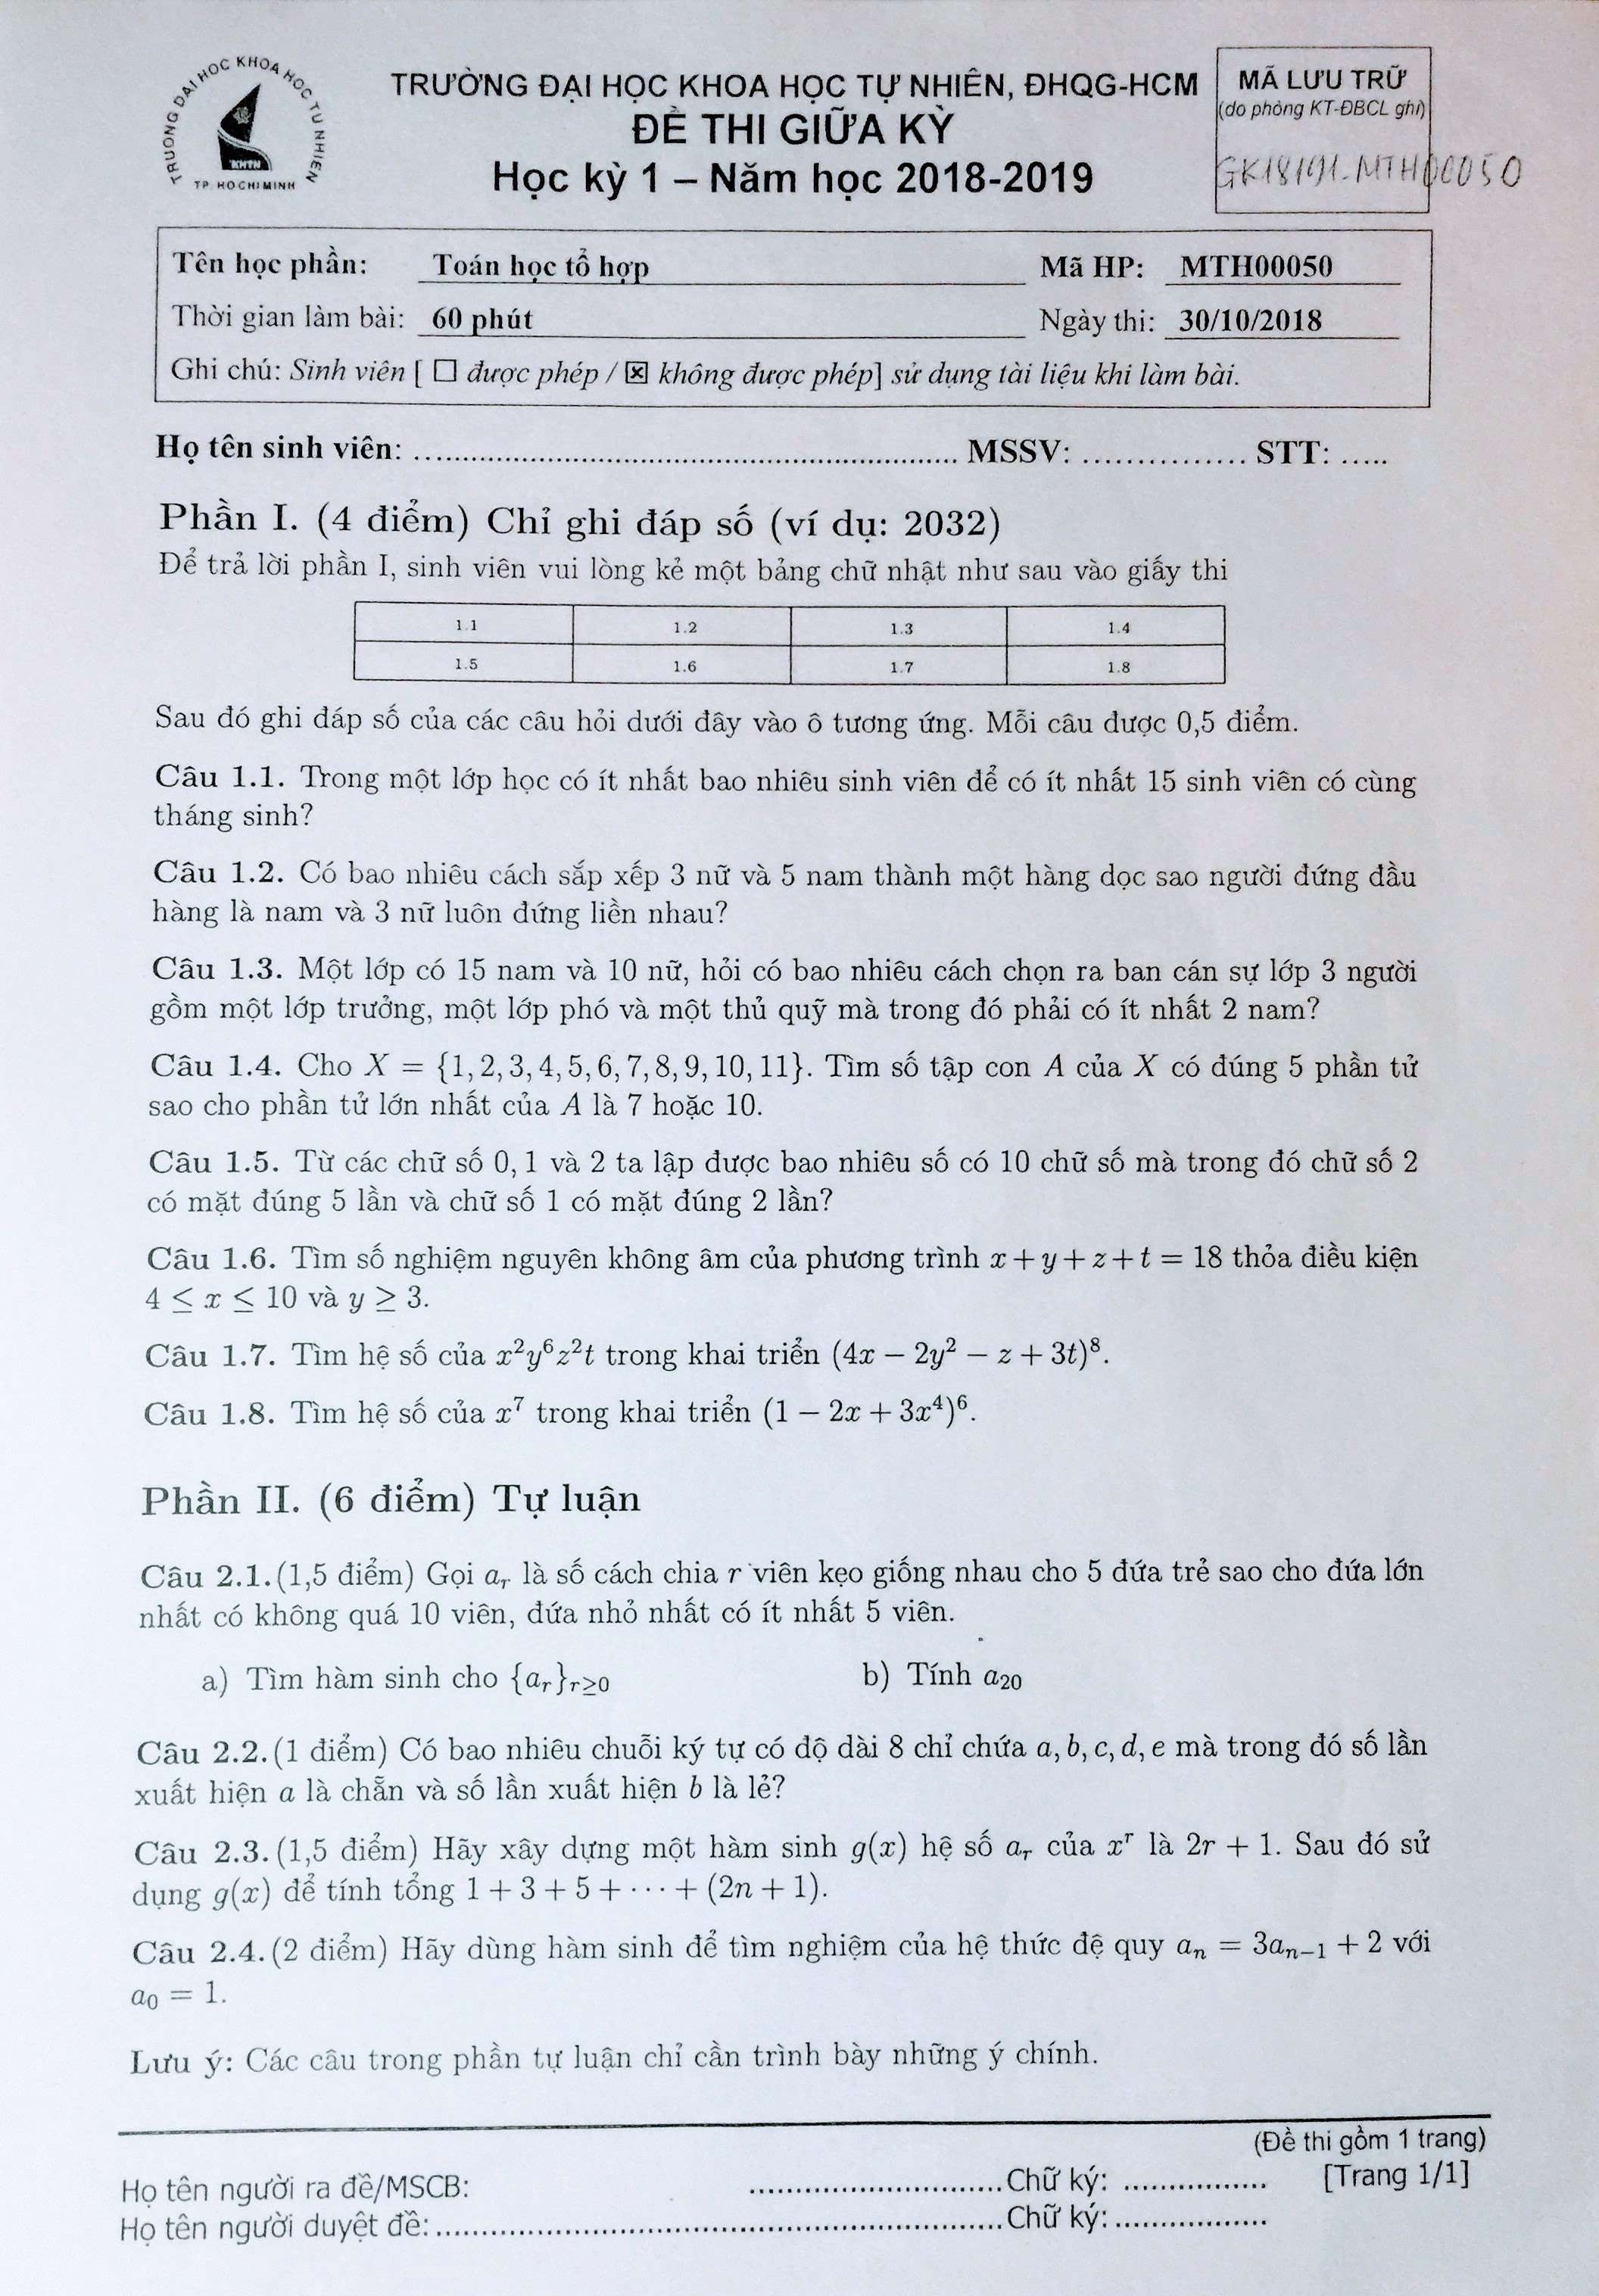 TRƯỜNG ĐẠI HỌC KHOA HỌC TỰ NHIÊN
KHTN
TP. HỒ CHÍ MINH
TRƯỜNG ĐẠI HỌC KHOA HỌC TỰ NHIÊN, ĐHQG-HCM
ĐỀ THI GIỮA KỲ
Học kỳ 1 – Năm học 2018-2019
MÃ LƯU TRỮ
(do phòng KT-ĐBCL ghi)
GK18191-MTH00050
Tên học phần: Toán học tổ hợp Mã HP: MTH00050
Thời gian làm bài: 60 phút Ngày thi: 30/10/2018
Ghi chú: Sinh viên [ ☐ được phép / ☒ không được phép] sử dụng tài liệu khi làm bài.
Họ tên sinh viên: ............................................................ MSSV: ................ STT: .....
Phần I. (4 điểm) Chỉ ghi đáp số (ví dụ: 2032)
Để trả lời phần I, sinh viên vui lòng kẻ một bảng chữ nhật như sau vào giấy thi
1.1 1.2 1.3 1.4
1.5 1.6 1.7 1.8
Sau đó ghi đáp số của các câu hỏi dưới đây vào ô tương ứng. Mỗi câu được 0,5 điểm.
Câu 1.1. Trong một lớp học có ít nhất bao nhiêu sinh viên để có ít nhất 15 sinh viên có cùng
tháng sinh?
Câu 1.2. Có bao nhiêu cách sắp xếp 3 nữ và 5 nam thành một hàng dọc sao người đứng đầu
hàng là nam và 3 nữ luôn đứng liền nhau?
Câu 1.3. Một lớp có 15 nam và 10 nữ, hỏi có bao nhiêu cách chọn ra ban cán sự lớp 3 người
gồm một lớp trưởng, một lớp phó và một thủ quỹ mà trong đó phải có ít nhất 2 nam?
Câu 1.4. Cho X = {1, 2, 3, 4, 5, 6, 7, 8, 9, 10, 11}. Tìm số tập con A của X có đúng 5 phần tử
sao cho phần tử lớn nhất của A là 7 hoặc 10.
Câu 1.5. Từ các chữ số 0, 1 và 2 ta lập được bao nhiêu số có 10 chữ số mà trong đó chữ số 2
có mặt đúng 5 lần và chữ số 1 có mặt đúng 2 lần?
Câu 1.6. Tìm số nghiệm nguyên không âm của phương trình x + y + z + t = 18 thỏa điều kiện
4 ≤ x ≤ 10 và y ≥ 3.
Câu 1.7. Tìm hệ số của x²y⁶z²t trong khai triển (4x − 2y² − z + 3t)⁸.
Câu 1.8. Tìm hệ số của x⁷ trong khai triển (1 − 2x + 3x⁴)⁶.
Phần II. (6 điểm) Tự luận
Câu 2.1. (1,5 điểm) Gọi aᵣ là số cách chia r viên kẹo giống nhau cho 5 đứa trẻ sao cho đứa lớn
nhất có không quá 10 viên, đứa nhỏ nhất có ít nhất 5 viên.
a) Tìm hàm sinh cho {aᵣ}ᵣ≥₀ b) Tính a₂₀
Câu 2.2. (1 điểm) Có bao nhiêu chuỗi ký tự có độ dài 8 chỉ chứa a, b, c, d, e mà trong đó số lần
xuất hiện a là chẵn và số lần xuất hiện b là lẻ?
Câu 2.3. (1,5 điểm) Hãy xây dựng một hàm sinh g(x) hệ số aᵣ của xʳ là 2r + 1. Sau đó sử
dụng g(x) để tính tổng 1 + 3 + 5 + ··· + (2n + 1).
Câu 2.4. (2 điểm) Hãy dùng hàm sinh để tìm nghiệm của hệ thức đệ quy aₙ = 3aₙ₋₁ + 2 với
a₀ = 1.
Lưu ý: Các câu trong phần tự luận chỉ cần trình bày những ý chính.
(Đề thi gồm 1 trang)
Họ tên người ra đề/MSCB: ............................Chữ ký: ................ [Trang 1/1]
Họ tên người duyệt đề:..............................................................Chữ ký:.................